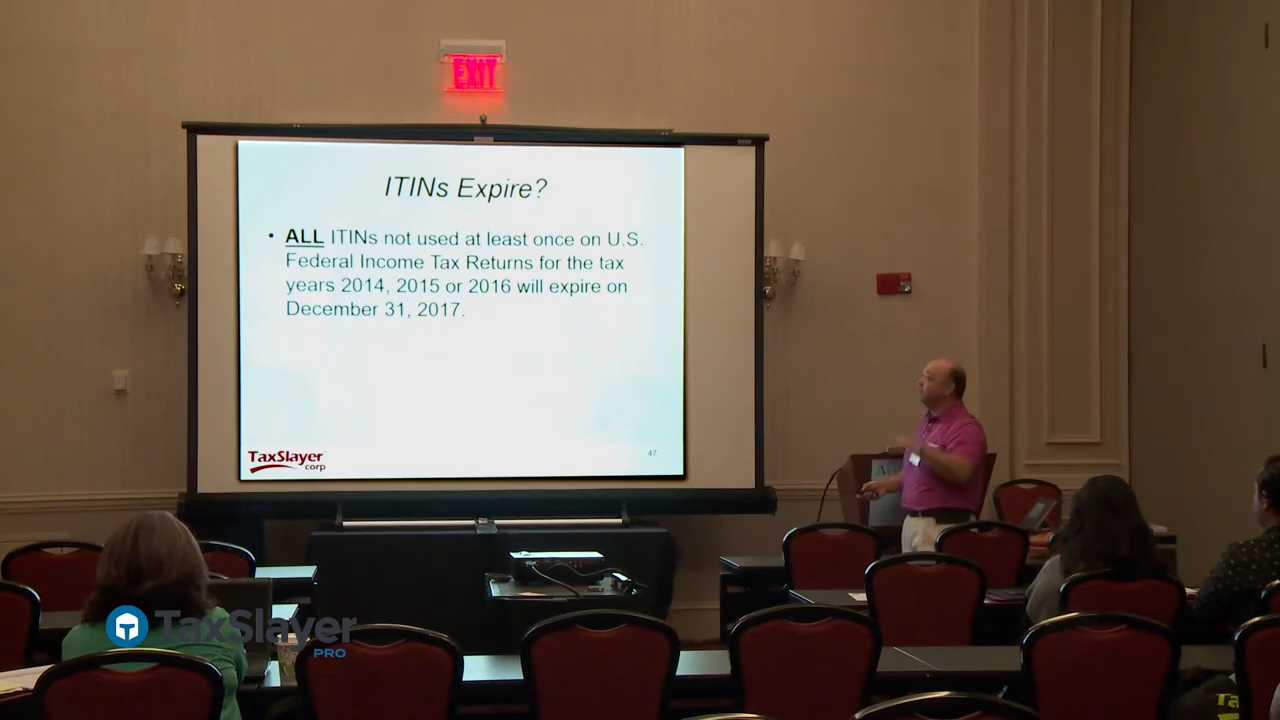 EXIT
ITINs Expire?
• ALL ITINs not used at least once on U.S.
Federal Income Tax Returns for the tax
years 2014, 2015 or 2016 will expire on
December 31, 2017.
TaxSlayer
corp
47
TaxSlayer
PRO